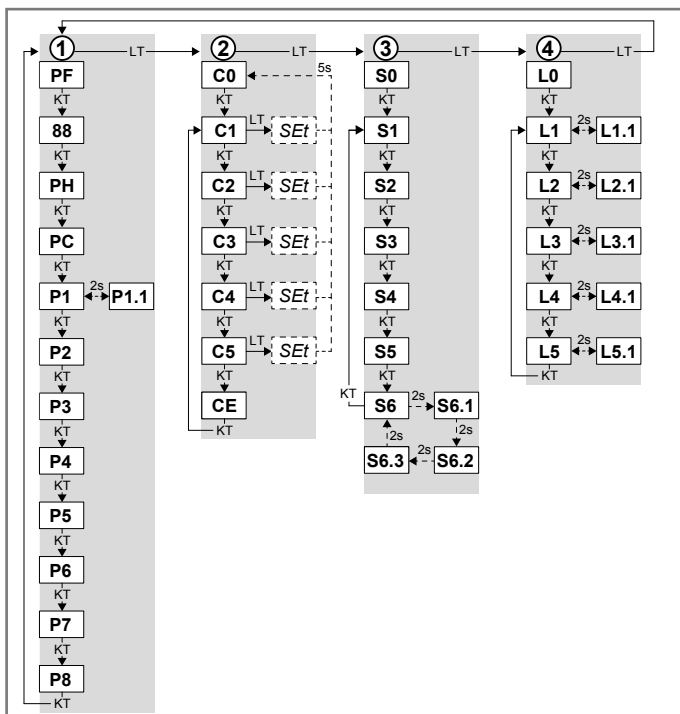 1 LT 2 LT 3 LT 4 LT
PF C0 5s S0 L0
KT KT KT KT
88 C1 LT SEt S1 L1 2s L1.1
KT KT KT KT
PH C2 LT SEt S2 L2 2s L2.1
KT KT KT KT
PC C3 LT SEt S3 L3 2s L3.1
KT KT KT KT
P1 2s P1.1 C4 LT SEt S4 L4 2s L4.1
KT KT KT KT
P2 C5 LT SEt S5 L5 2s L5.1
KT KT KT KT
P3 CE KT S6 2s S6.1
KT KT 2s 2s
P4 S6.3 2s S6.2
KT
P5
KT
P6
KT
P7
KT
P8
KT